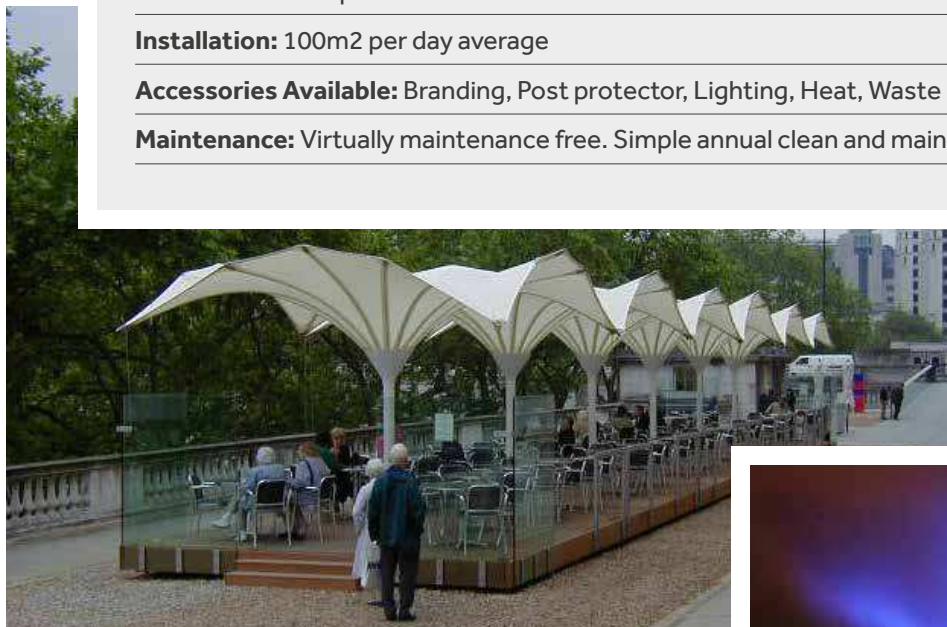 Installation: 100m2 per day average
Accessories Available: Branding, Post protector, Lighting, Heat, Waste
Maintenance: Virtually maintenance free. Simple annual clean and main